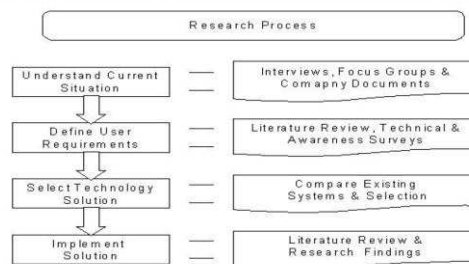 Research Process
Understand Current
Situation
Interviews, Focus Groups &
Comapny Documents
Define User
Requirements
Literature Review, Technical &
Awareness Surveys
Select Technology
Solution
Compare Existing
Systems & Selection
Implement
Solution
Literature Review &
Research Findings